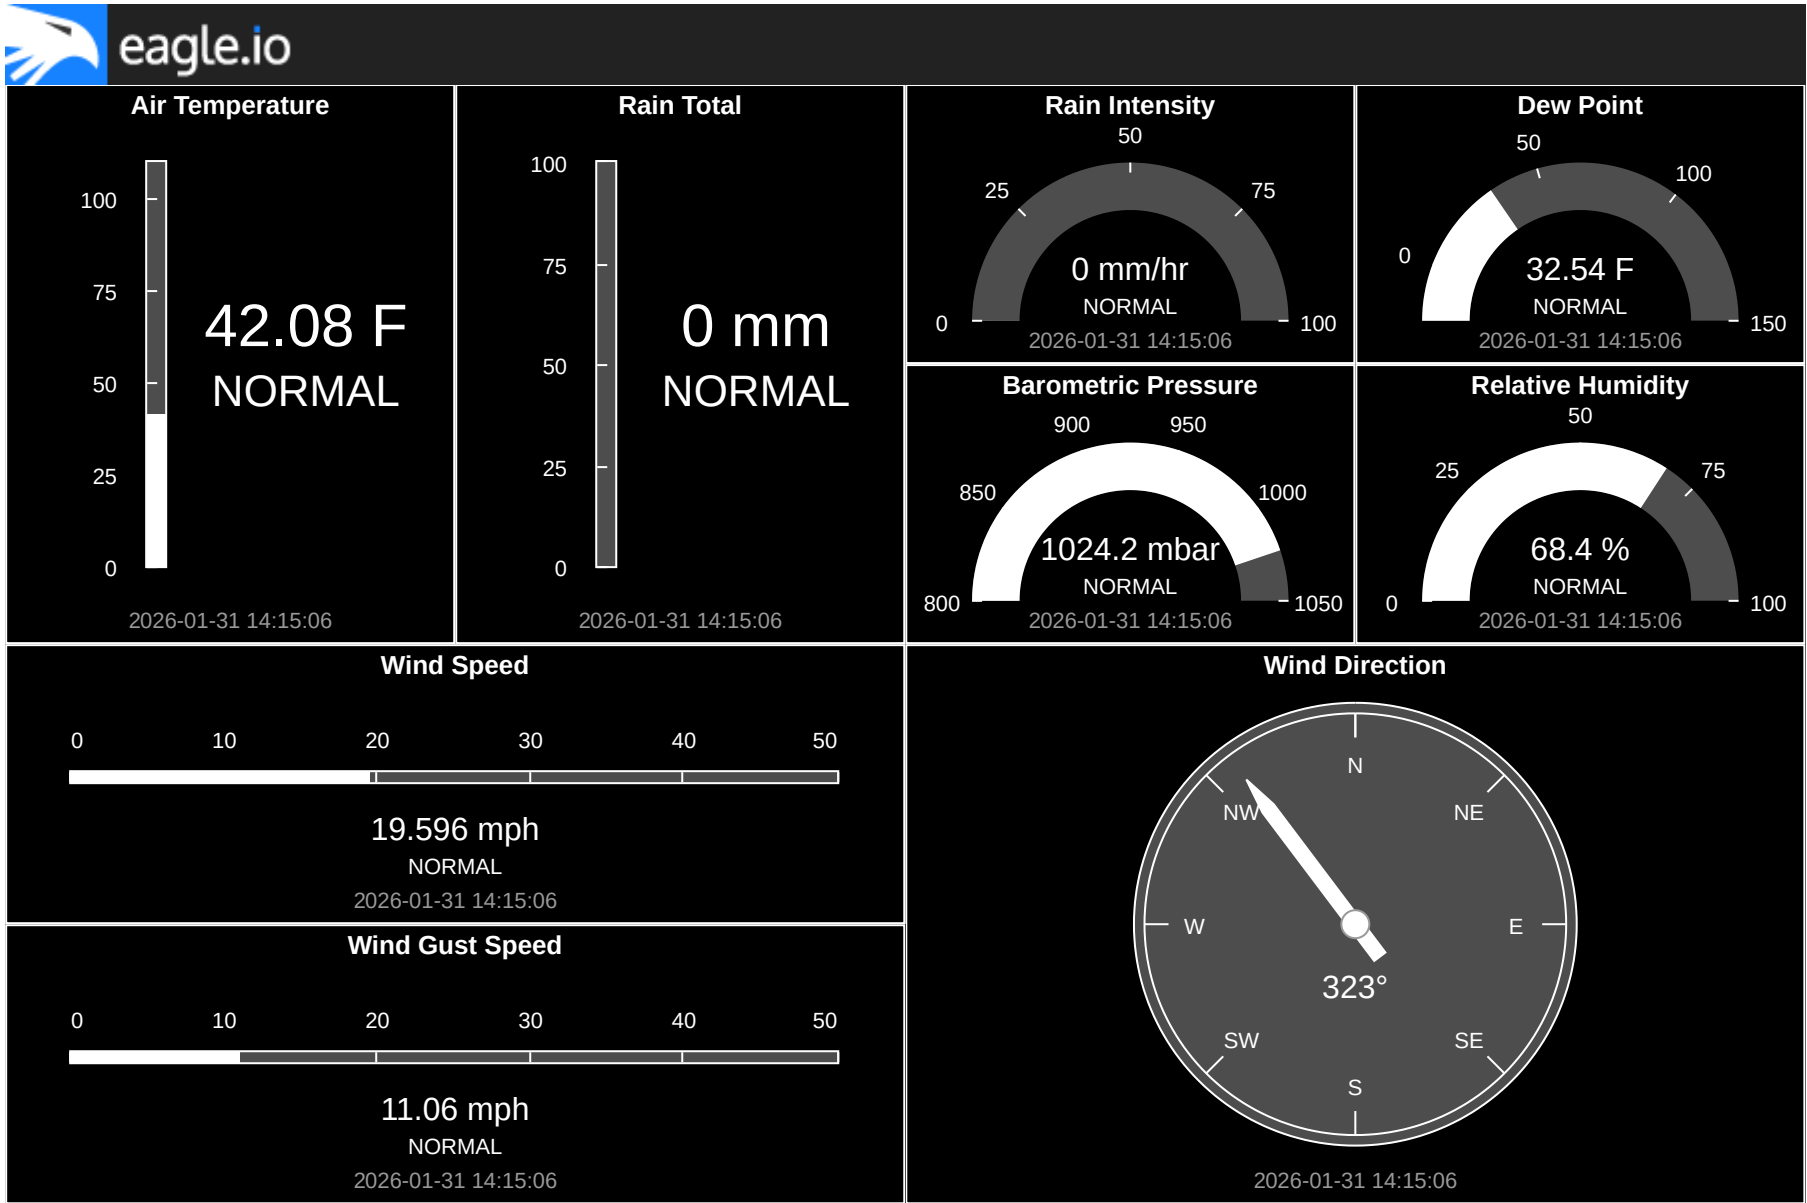 eagle.io
Air Temperature
100
75
50
25
0
42.08 F
NORMAL
2026-01-31 14:15:06
Rain Total
100
75
50
25
0
0 mm
NORMAL
2026-01-31 14:15:06
Rain Intensity
50
25
75
0
100
0 mm/hr
NORMAL
2026-01-31 14:15:06
Dew Point
50
100
0
150
32.54 F
NORMAL
2026-01-31 14:15:06
Barometric Pressure
900
950
850
1000
800
1050
1024.2 mbar
NORMAL
2026-01-31 14:15:06
Relative Humidity
50
25
75
0
100
68.4 %
NORMAL
2026-01-31 14:15:06
Wind Speed
0 10 20 30 40 50
19.596 mph
NORMAL
2026-01-31 14:15:06
Wind Gust Speed
0 10 20 30 40 50
11.06 mph
NORMAL
2026-01-31 14:15:06
Wind Direction
N
NW NE
W E
323°
SW SE
S
2026-01-31 14:15:06